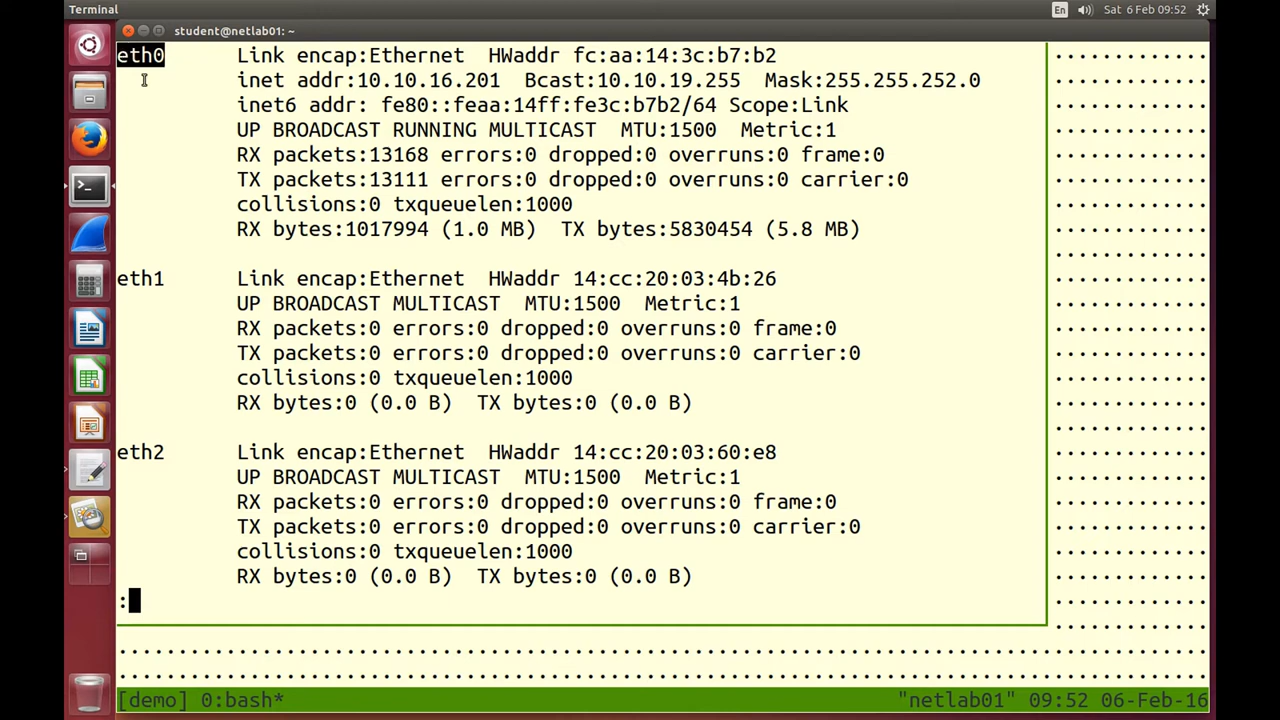 Terminal
En
Sat 6 Feb 09:52
student@netlab01: ~
eth0 Link encap:Ethernet HWaddr fc:aa:14:3c:b7:b2
inet addr:10.10.16.201 Bcast:10.10.19.255 Mask:255.255.252.0
inet6 addr: fe80::feaa:14ff:fe3c:b7b2/64 Scope:Link
UP BROADCAST RUNNING MULTICAST MTU:1500 Metric:1
RX packets:13168 errors:0 dropped:0 overruns:0 frame:0
TX packets:13111 errors:0 dropped:0 overruns:0 carrier:0
collisions:0 txqueuelen:1000
RX bytes:1017994 (1.0 MB) TX bytes:5830454 (5.8 MB)
eth1 Link encap:Ethernet HWaddr 14:cc:20:03:4b:26
UP BROADCAST MULTICAST MTU:1500 Metric:1
RX packets:0 errors:0 dropped:0 overruns:0 frame:0
TX packets:0 errors:0 dropped:0 overruns:0 carrier:0
collisions:0 txqueuelen:1000
RX bytes:0 (0.0 B) TX bytes:0 (0.0 B)
eth2 Link encap:Ethernet HWaddr 14:cc:20:03:60:e8
UP BROADCAST MULTICAST MTU:1500 Metric:1
RX packets:0 errors:0 dropped:0 overruns:0 frame:0
TX packets:0 errors:0 dropped:0 overruns:0 carrier:0
collisions:0 txqueuelen:1000
RX bytes:0 (0.0 B) TX bytes:0 (0.0 B)
:
[demo] 0:bash* "netlab01" 09:52 06-Feb-16